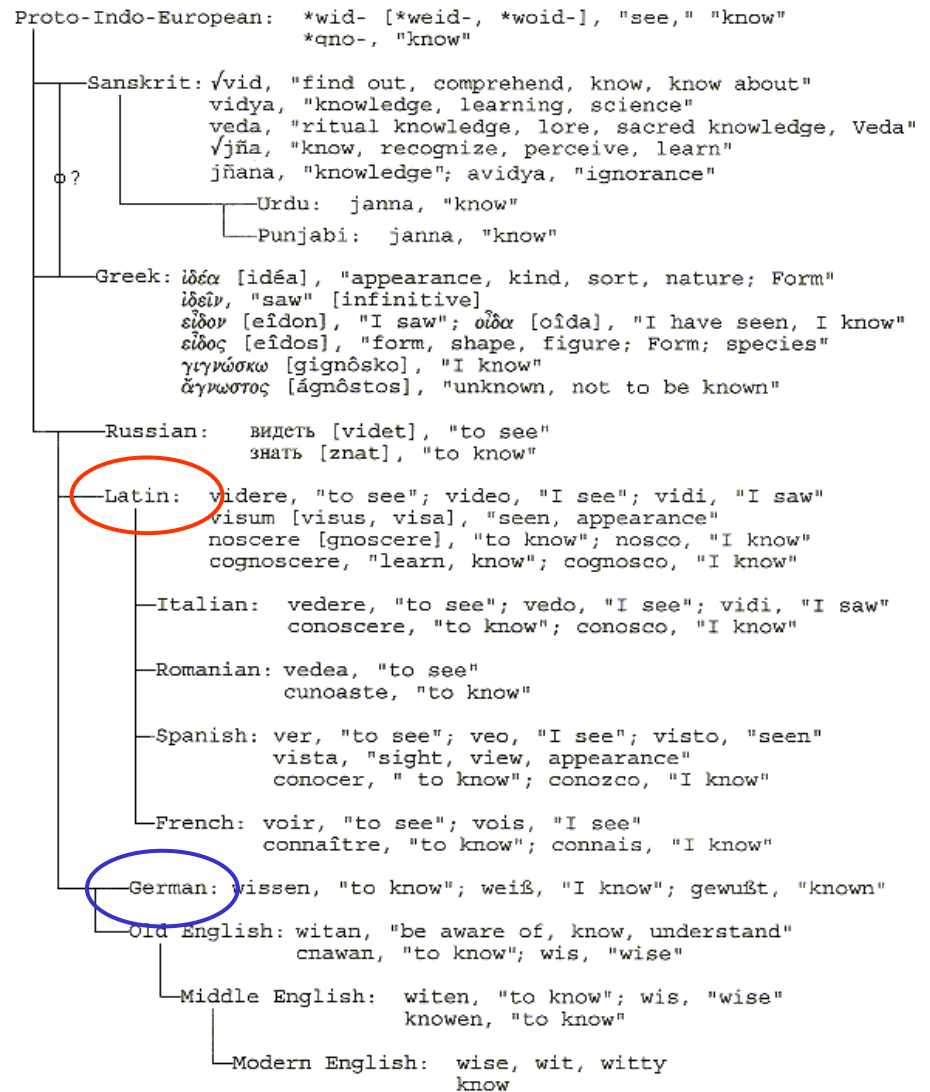 Proto-Indo-European: *wid- [*weid-, *woid-], "see," "know"
*gno-, "know"
Sanskrit: √vid, "find out, comprehend, know, know about"
vidya, "knowledge, learning, science"
veda, "ritual knowledge, lore, sacred knowledge, Veda"
√jña, "know, recognize, perceive, learn"
jñana, "knowledge"; avidya, "ignorance"
?
Urdu: janna, "know"
Punjabi: janna, "know"
Greek: ἰδέα [idéa], "appearance, kind, sort, nature; Form"
ἰδεῖν, "saw" [infinitive]
εἶδον [eîdon], "I saw"; οἶδα [oîda], "I have seen, I know"
εἶδος [eîdos], "form, shape, figure; Form; species"
γιγνώσκω [gignôsko], "I know"
ἄγνωστος [ágnôstos], "unknown, not to be known"
Russian: видеть [videt], "to see"
знать [znat], "to know"
Latin: videre, "to see"; video, "I see"; vidi, "I saw"
visum [visus, visa], "seen, appearance"
noscere [gnoscere], "to know"; nosco, "I know"
cognoscere, "learn, know"; cognosco, "I know"
Italian: vedere, "to see"; vedo, "I see"; vidi, "I saw"
conoscere, "to know"; conosco, "I know"
Romanian: vedea, "to see"
cunoaste, "to know"
Spanish: ver, "to see"; veo, "I see"; visto, "seen"
vista, "sight, view, appearance"
conocer, " to know"; conozco, "I know"
French: voir, "to see"; vois, "I see"
connaître, "to know"; connais, "I know"
German: wissen, "to know"; weiß, "I know"; gewußt, "known"
Old English: witan, "be aware of, know, understand"
cnawan, "to know"; wis, "wise"
Middle English: witen, "to know"; wis, "wise"
knowen, "to know"
Modern English: wise, wit, witty
know